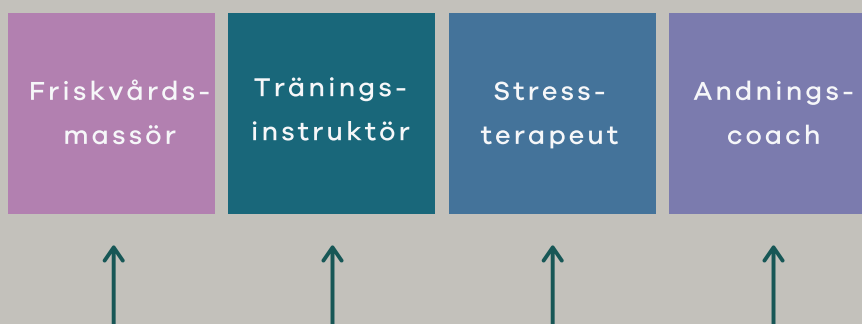 Friskvårds-
massör
Tränings-
instruktör
Stress-
terapeut
Andnings-
coach